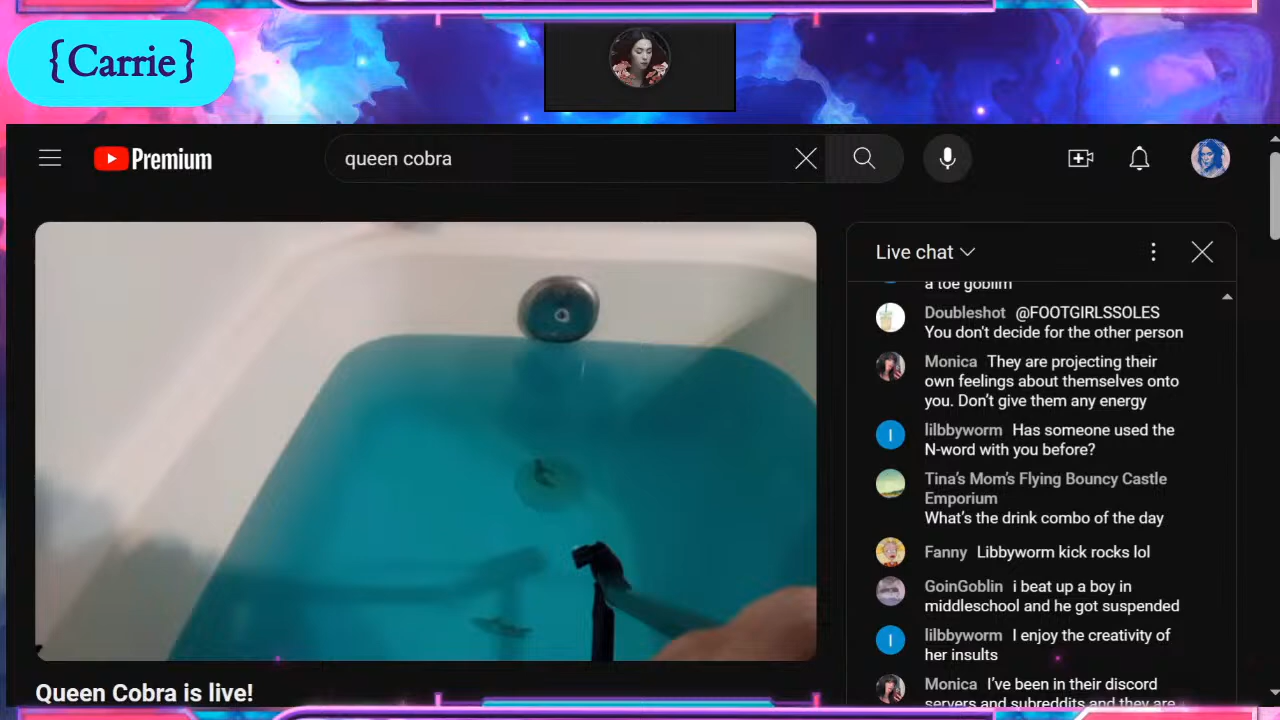 {Carrie}
Premium
queen cobra
Live chat
a toe goblim
Doubleshot @FOOTGIRLSSOLES
You don't decide for the other person
Monica They are projecting their
own feelings about themselves onto
you. Don't give them any energy
lilbbyworm Has someone used the
N-word with you before?
Tina's Mom's Flying Bouncy Castle
Emporium
What's the drink combo of the day
Fanny Libbyworm kick rocks lol
GoinGoblin i beat up a boy in
middleschool and he got suspended
lilbbyworm I enjoy the creativity of
her insults
Monica I've been in their discord
servers and subreddits and they are
Queen Cobra is live!